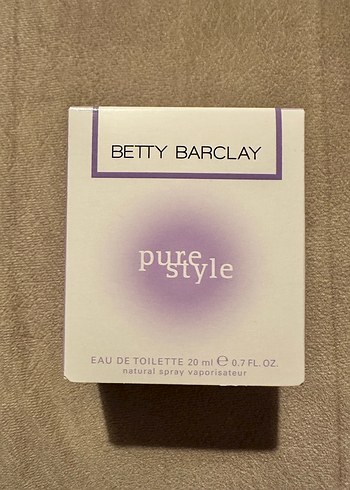 BETTY BARCLAY
pure
style
EAU DE TOILETTE 20 ml ℮ 0.7 FL. OZ.
natural spray vaporisateur